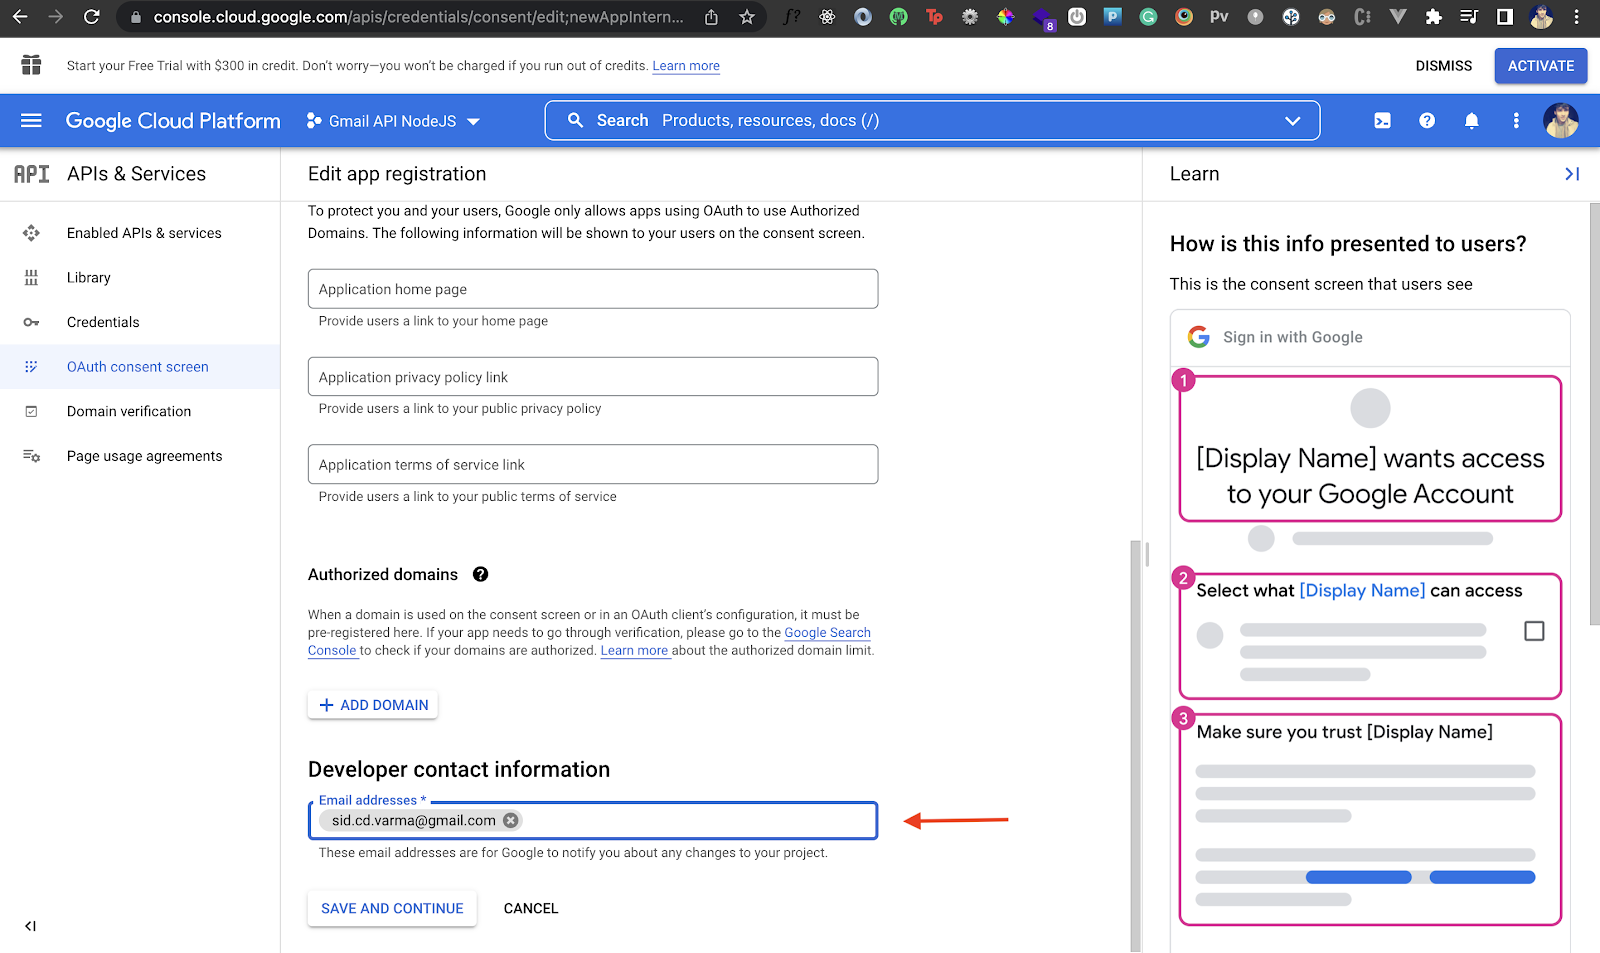 console.cloud.google.com/apis/credentials/consent/edit;newAppIntern...
Start your Free Trial with $300 in credit. Don't worry—you won't be charged if you run out of credits. Learn more
DISMISS
ACTIVATE
Google Cloud Platform
Gmail API NodeJS
Search Products, resources, docs (/)
API APIs & Services
Enabled APIs & services
Library
Credentials
OAuth consent screen
Domain verification
Page usage agreements
Edit app registration
To protect you and your users, Google only allows apps using OAuth to use Authorized
Domains. The following information will be shown to your users on the consent screen.
Application home page
Provide users a link to your home page
Application privacy policy link
Provide users a link to your public privacy policy
Application terms of service link
Provide users a link to your public terms of service
Authorized domains
When a domain is used on the consent screen or in an OAuth client's configuration, it must be
pre-registered here. If your app needs to go through verification, please go to the Google Search
Console to check if your domains are authorized. Learn more about the authorized domain limit.
ADD DOMAIN
Developer contact information
Email addresses *
sid.cd.varma@gmail.com
These email addresses are for Google to notify you about any changes to your project.
SAVE AND CONTINUE
CANCEL
Learn
How is this info presented to users?
This is the consent screen that users see
Sign in with Google
1
[Display Name] wants access
to your Google Account
2
Select what [Display Name] can access
3
Make sure you trust [Display Name]